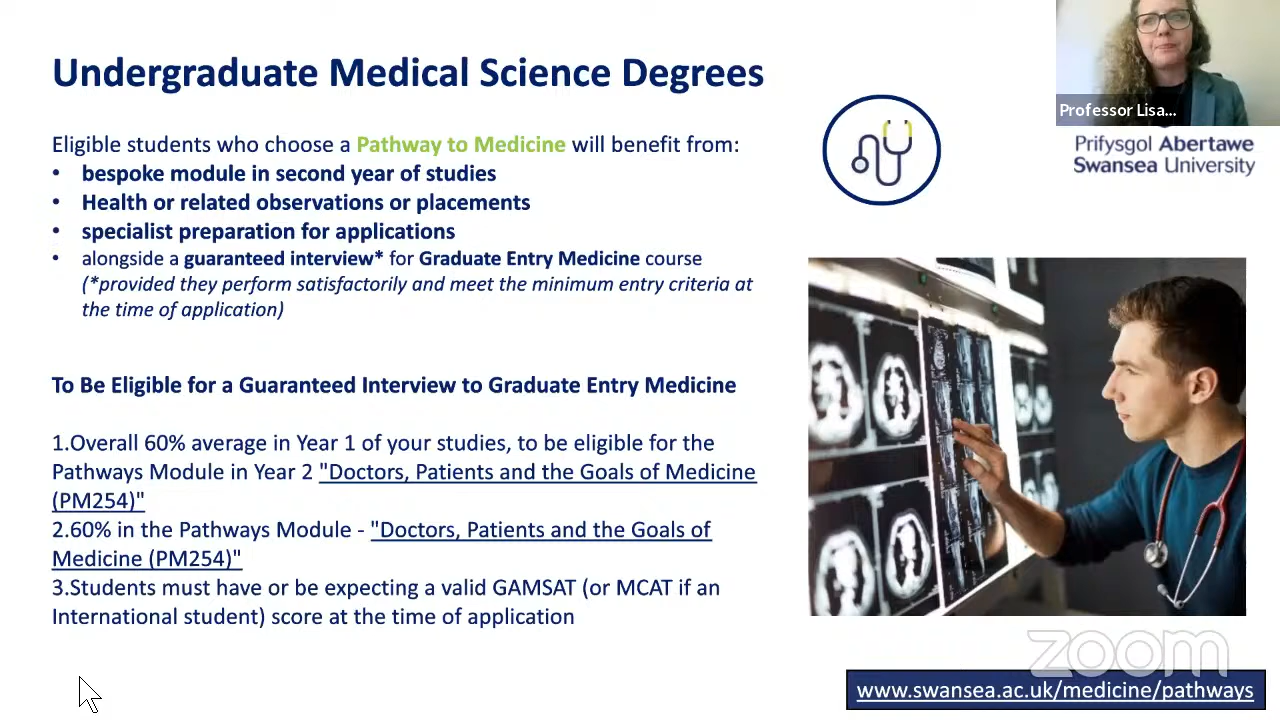 Undergraduate Medical Science Degrees
Professor Lisa...
Prifysgol Abertawe
Swansea University
Eligible students who choose a Pathway to Medicine will benefit from:
• bespoke module in second year of studies
• Health or related observations or placements
• specialist preparation for applications
• alongside a guaranteed interview* for Graduate Entry Medicine course
(*provided they perform satisfactorily and meet the minimum entry criteria at
the time of application)
To Be Eligible for a Guaranteed Interview to Graduate Entry Medicine
1.Overall 60% average in Year 1 of your studies, to be eligible for the
Pathways Module in Year 2 "Doctors, Patients and the Goals of Medicine
(PM254)"
2.60% in the Pathways Module - "Doctors, Patients and the Goals of
Medicine (PM254)"
3.Students must have or be expecting a valid GAMSAT (or MCAT if an
International student) score at the time of application
zoom
www.swansea.ac.uk/medicine/pathways